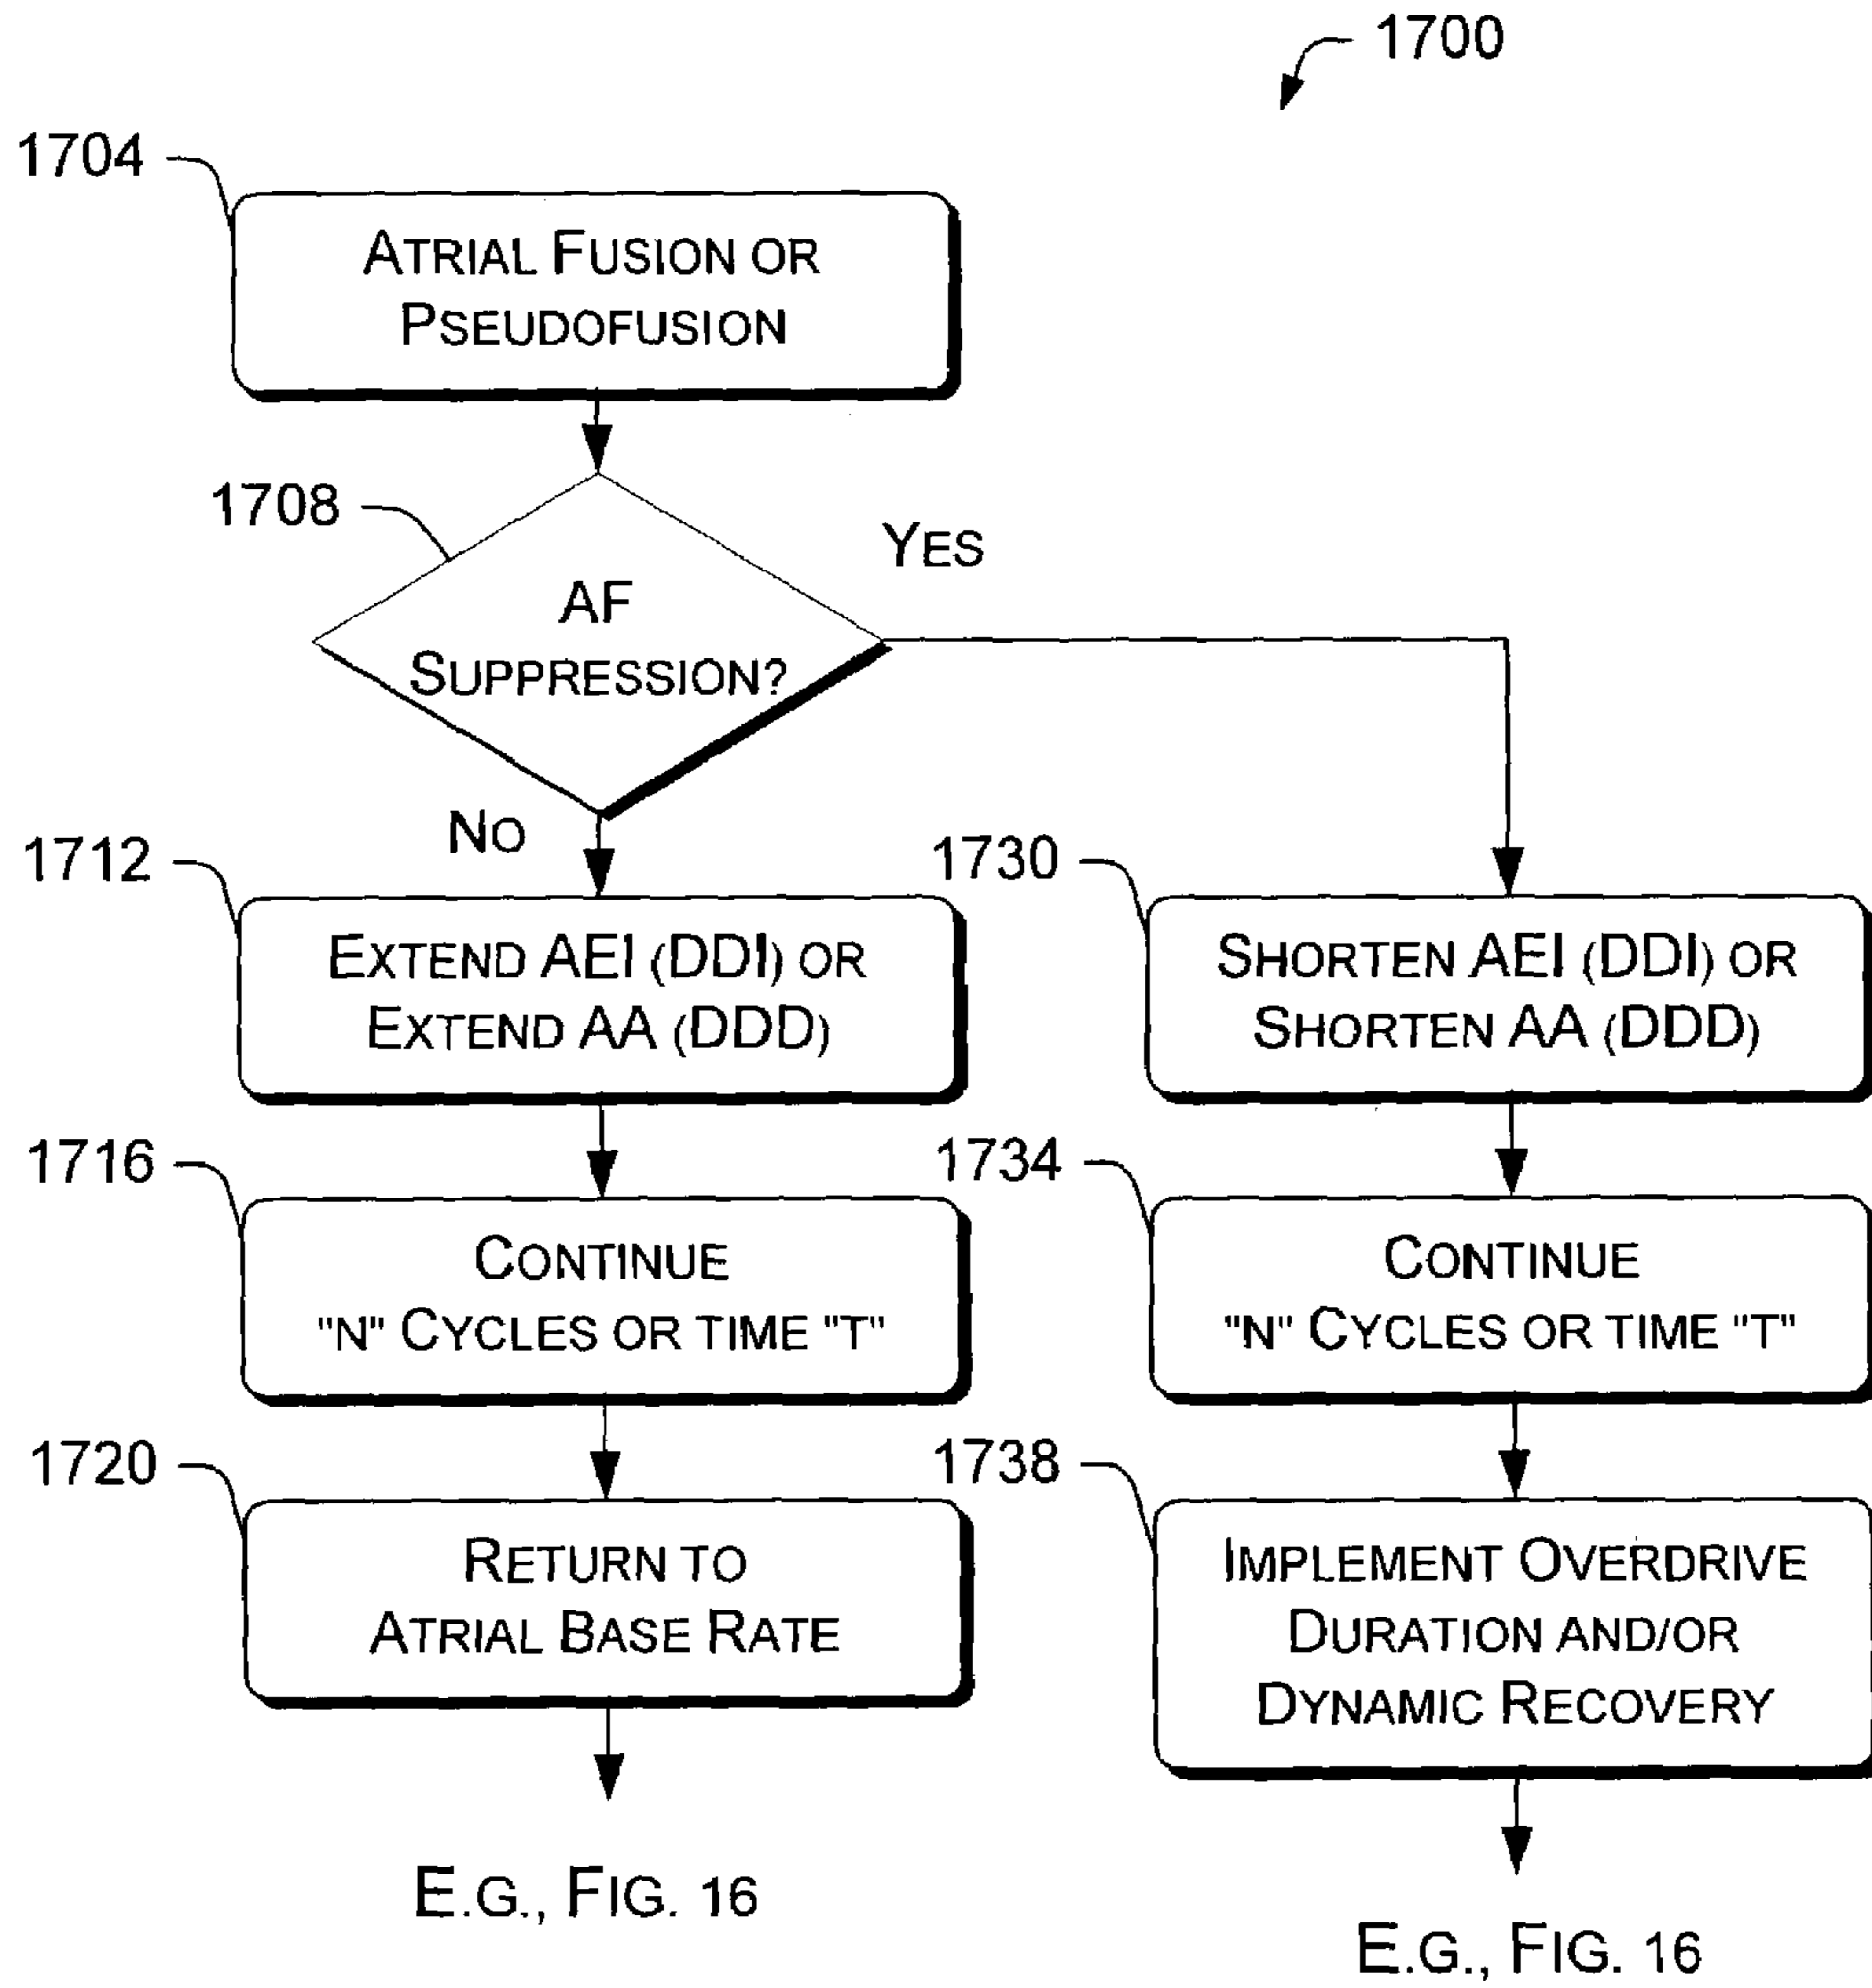 1700
1704
ATRIAL FUSION OR
PSEUDOFUSION
1708
AF
SUPPRESSION?
YES
NO
1712
EXTEND AEI (DDI) OR
EXTEND AA (DDD)
1730
SHORTEN AEI (DDI) OR
SHORTEN AA (DDD)
1716
CONTINUE
"N" CYCLES OR TIME "T"
1734
CONTINUE
"N" CYCLES OR TIME "T"
1720
RETURN TO
ATRIAL BASE RATE
1738
IMPLEMENT OVERDRIVE
DURATION AND/OR
DYNAMIC RECOVERY
E.G., FIG. 16
E.G., FIG. 16